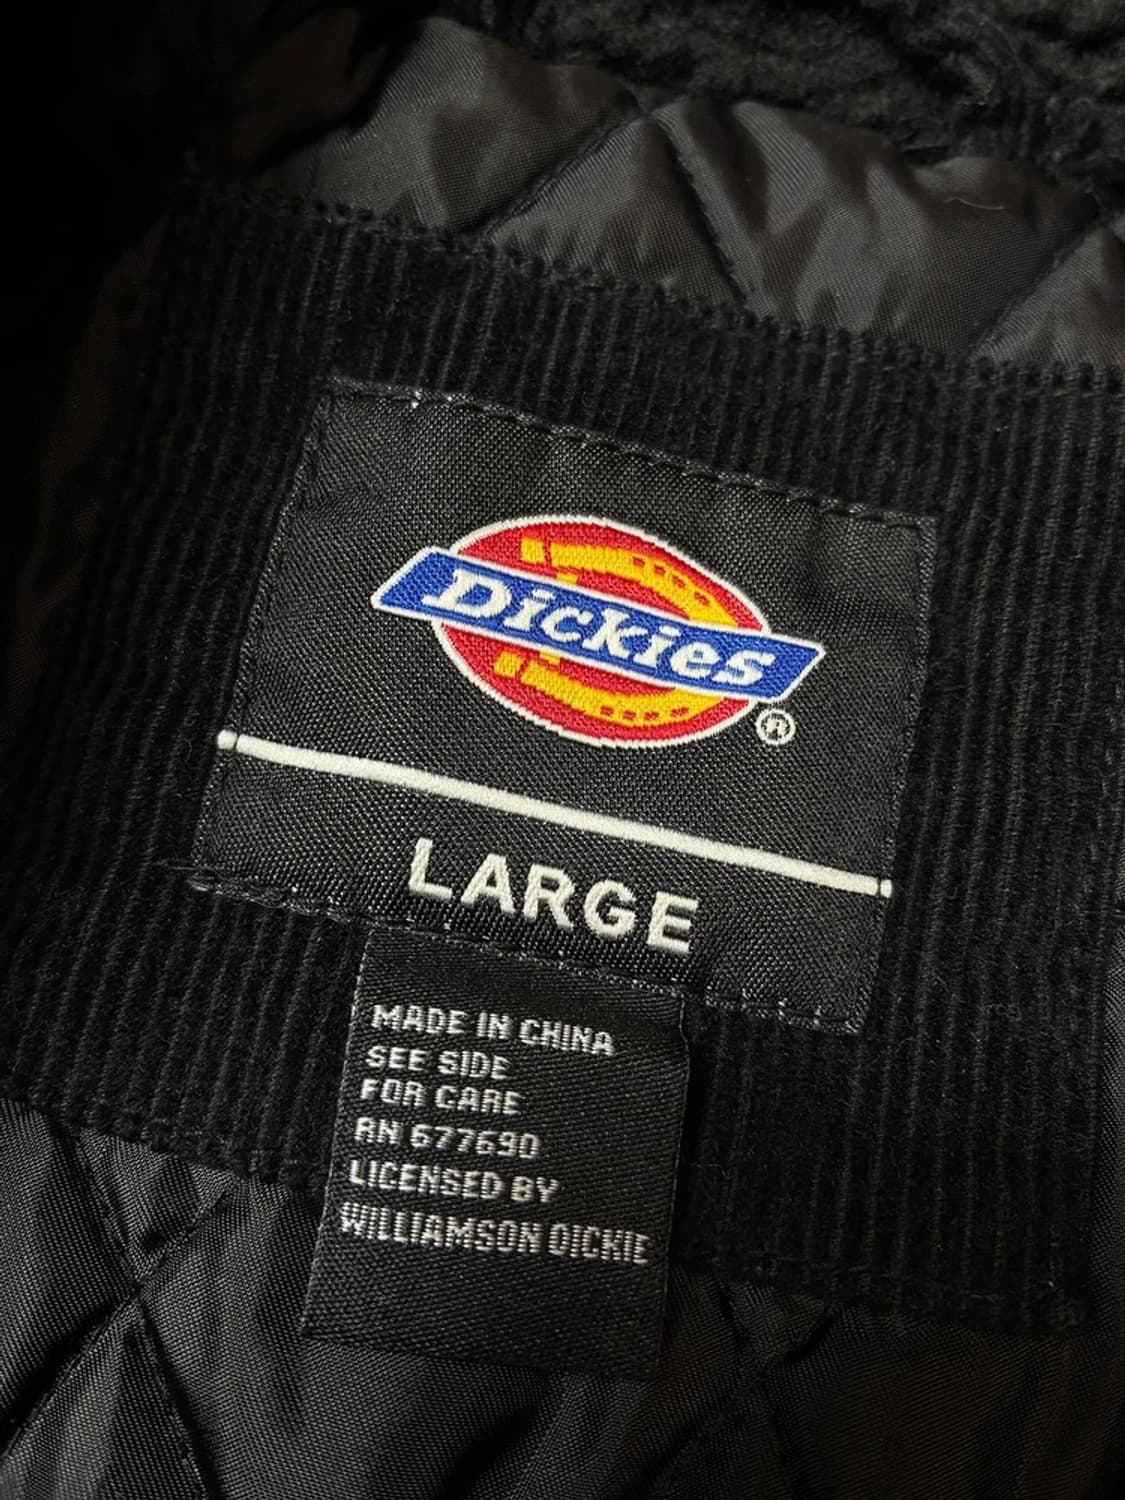 Dickies
®
LARGE
MADE IN CHINA
SEE SIDE
FOR CARE
RN 677690
LICENSED BY
WILLIAMSON DICKIE